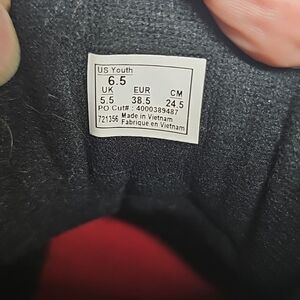 US Youth
6.5
UK EUR CM
5.5 38.5 24.5
PO Cut# : 4000389487
721356 Made in Vietnam
Fabrique en Vietnam